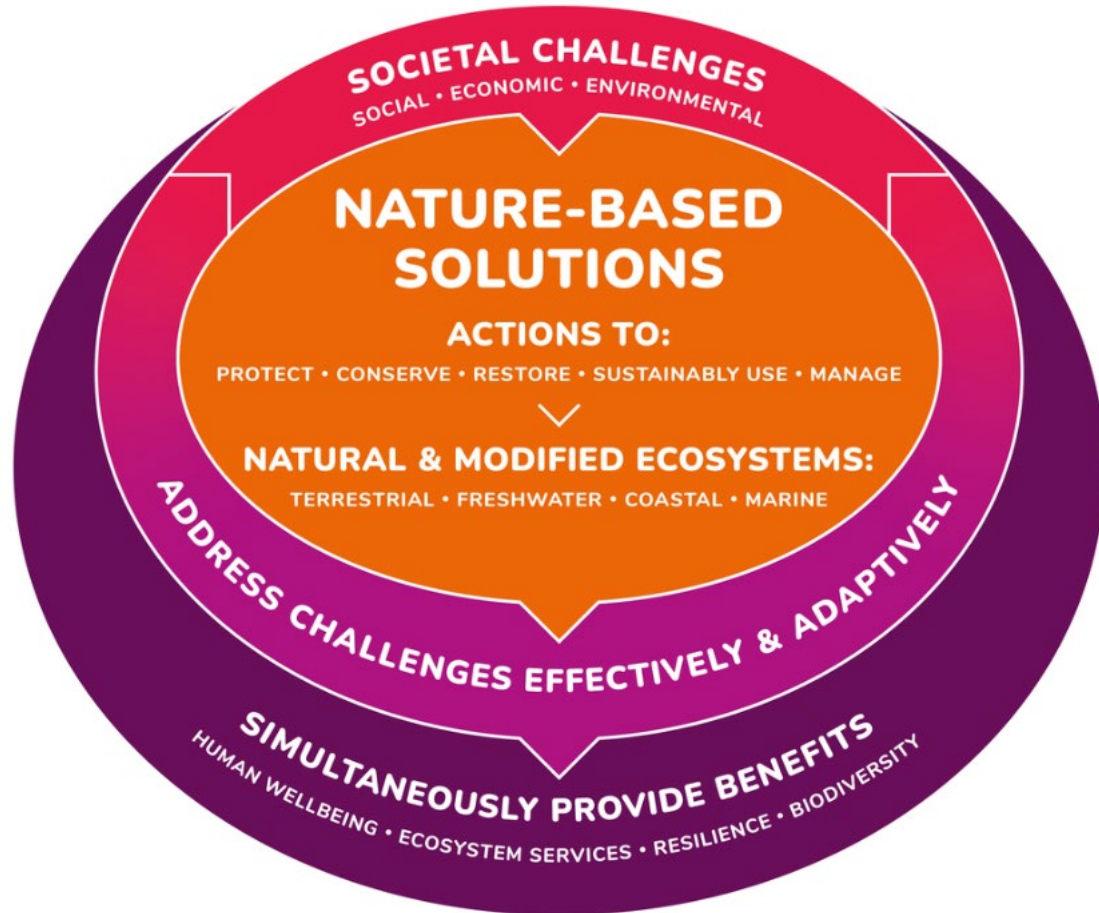 SOCIETAL CHALLENGES
SOCIAL • ECONOMIC • ENVIRONMENTAL
NATURE-BASED
SOLUTIONS
ACTIONS TO:
PROTECT • CONSERVE • RESTORE • SUSTAINABLY USE • MANAGE
NATURAL & MODIFIED ECOSYSTEMS:
TERRESTRIAL • FRESHWATER • COASTAL • MARINE
ADDRESS CHALLENGES EFFECTIVELY & ADAPTIVELY
SIMULTANEOUSLY PROVIDE BENEFITS
HUMAN WELLBEING • ECOSYSTEM SERVICES • RESILIENCE • BIODIVERSITY